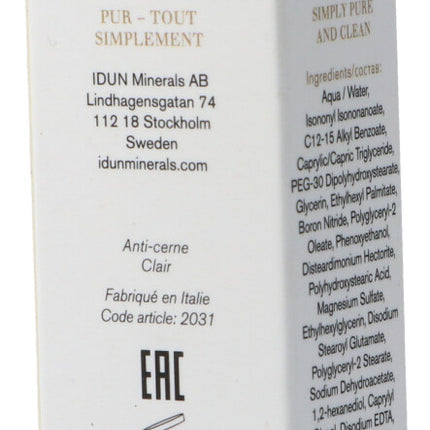 PUR – TOUT
SIMPLEMENT
IDUN Minerals AB
Lindhagensgatan 74
112 18 Stockholm
Sweden
idunminerals.com
Anti-cerne
Clair
Fabriqué en Italie
Code article: 2031
EAC
SIMPLY PURE
AND CLEAN
Ingredients/состав:
Aqua / Water,
Isononyl Isononanoate,
C12-15 Alkyl Benzoate,
Caprylic/Capric Triglyceride,
PEG-30 Dipolyhydroxystearate,
Glycerin, Ethylhexyl Palmitate,
Boron Nitride, Polyglyceryl-2
Oleate, Phenoxyethanol,
Disteardimonium Hectorite,
Polyhydroxystearic Acid,
Magnesium Sulfate,
Ethylhexylglycerin, Disodium
Stearoyl Glutamate,
Polyglyceryl-2 Stearate,
Sodium Dehydroacetate,
1,2-hexanediol, Caprylyl
Glycol, Disodium EDTA,